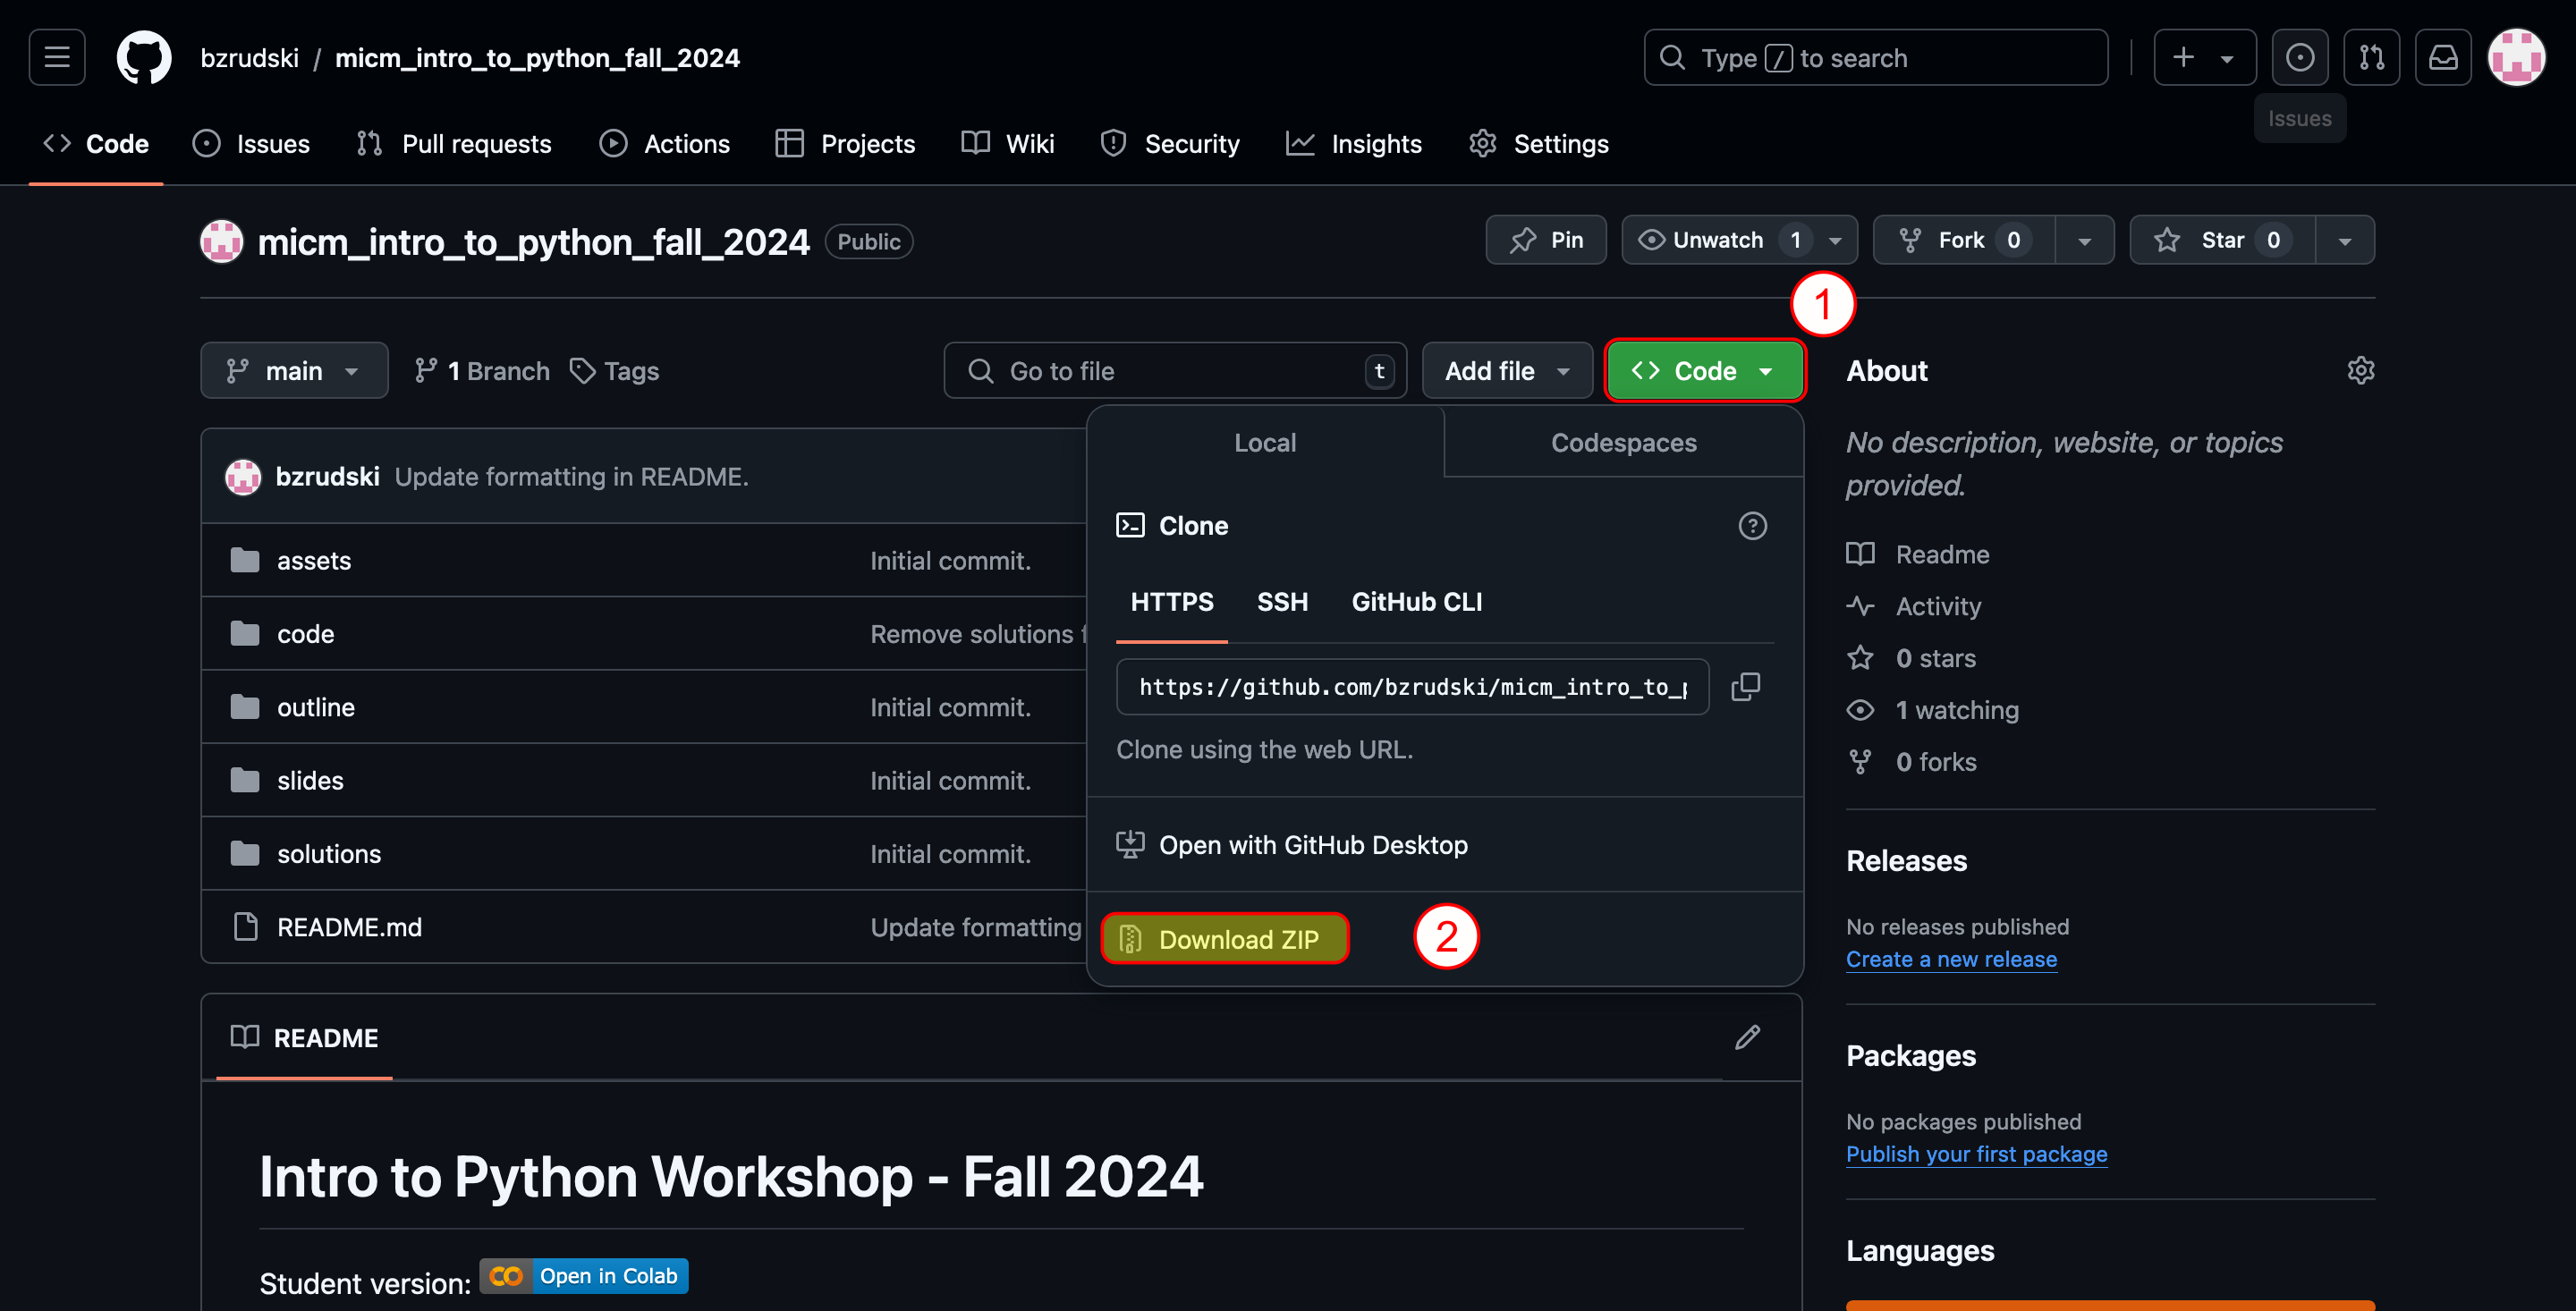 bzrudski / micm_intro_to_python_fall_2024
Type / to search
Issues
Code Issues Pull requests Actions Projects Wiki Security Insights Settings
micm_intro_to_python_fall_2024 Public
Pin Unwatch 1 Fork 0 Star 0
1
main 1 Branch Tags Go to file t Add file Code
Local Codespaces
bzrudski Update formatting in README.
assets Initial commit.
code Remove solutions
outline Initial commit.
slides Initial commit.
solutions Initial commit.
README.md Update formatting
Clone
HTTPS SSH GitHub CLI
https://github.com/bzrudski/micm_intro_to_p
Clone using the web URL.
Open with GitHub Desktop
Download ZIP 2
README
Intro to Python Workshop - Fall 2024
Student version: Open in Colab
About
No description, website, or topics
provided.
Readme
Activity
0 stars
1 watching
0 forks
Releases
No releases published
Create a new release
Packages
No packages published
Publish your first package
Languages